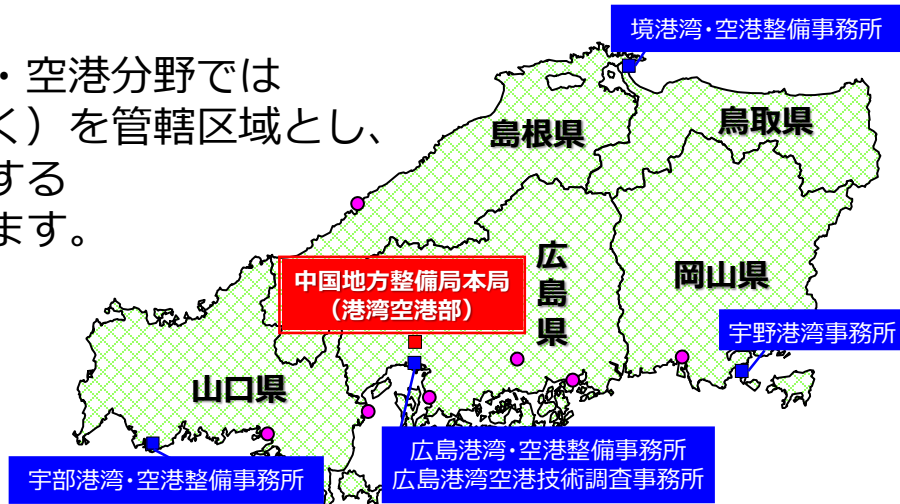 境港湾・空港整備事務所
・空港分野では
く）を管轄区域とし、
する
ます。
島根県
鳥取県
広島県
岡山県
中国地方整備局本局
（港湾空港部）
宇野港湾事務所
山口県
広島港湾・空港整備事務所
広島港湾空港技術調査事務所
宇部港湾・空港整備事務所